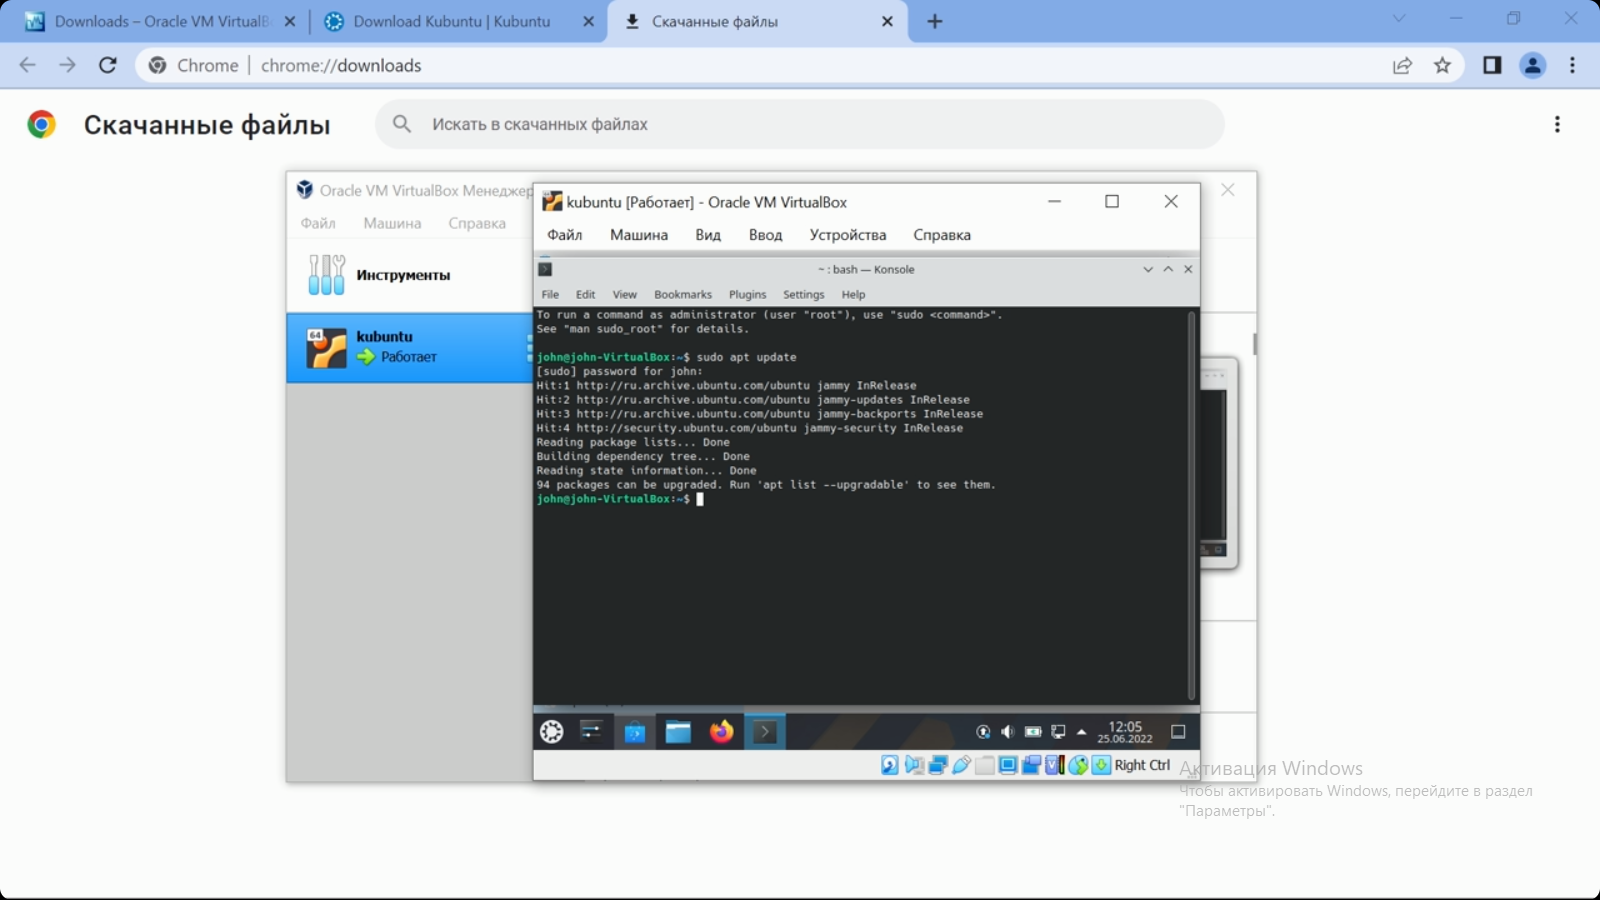 Downloads – Oracle VM VirtualB
Download Kubuntu | Kubuntu
Скачанные файлы
Chrome
chrome://downloads
Скачанные файлы
Искать в скачанных файлах
Oracle VM VirtualBox Менеджер
Файл Машина Справка
Инструменты
64
kubuntu
Работает
kubuntu [Работает] - Oracle VM VirtualBox
Файл Машина Вид Ввод Устройства Справка
~ : bash — Konsole
File Edit View Bookmarks Plugins Settings Help
To run a command as administrator (user "root"), use "sudo <command>".
See "man sudo_root" for details.
john@john-VirtualBox:~$ sudo apt update
[sudo] password for john:
Hit:1 http://ru.archive.ubuntu.com/ubuntu jammy InRelease
Hit:2 http://ru.archive.ubuntu.com/ubuntu jammy-updates InRelease
Hit:3 http://ru.archive.ubuntu.com/ubuntu jammy-backports InRelease
Hit:4 http://security.ubuntu.com/ubuntu jammy-security InRelease
Reading package lists... Done
Building dependency tree... Done
Reading state information... Done
94 packages can be upgraded. Run 'apt list --upgradable' to see them.
john@john-VirtualBox:~$
12:05
25.06.2022
Right Ctrl
Активация Windows
Чтобы активировать Windows, перейдите в раздел
"Параметры".